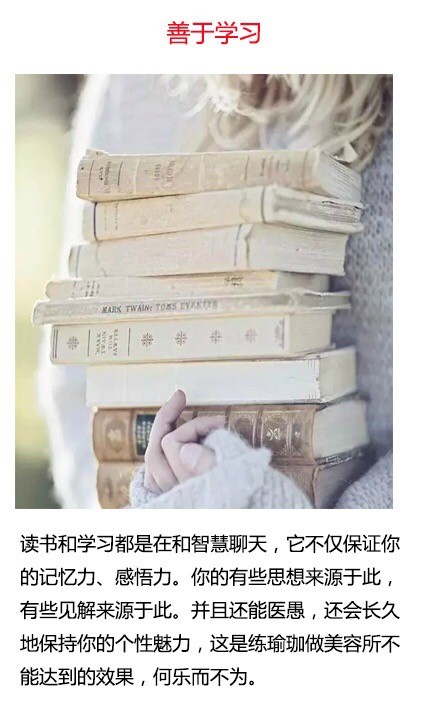 善于学习
MARK TWAIN:
读书和学习都是在和智慧聊天，它不仅保证你
的记忆力、感悟力。你的有些思想来源于此，
有些见解来源于此。并且还能医愚，还会长久
地保持你的个性魅力，这是练瑜珈做美容所不
能达到的效果，何乐而不为。